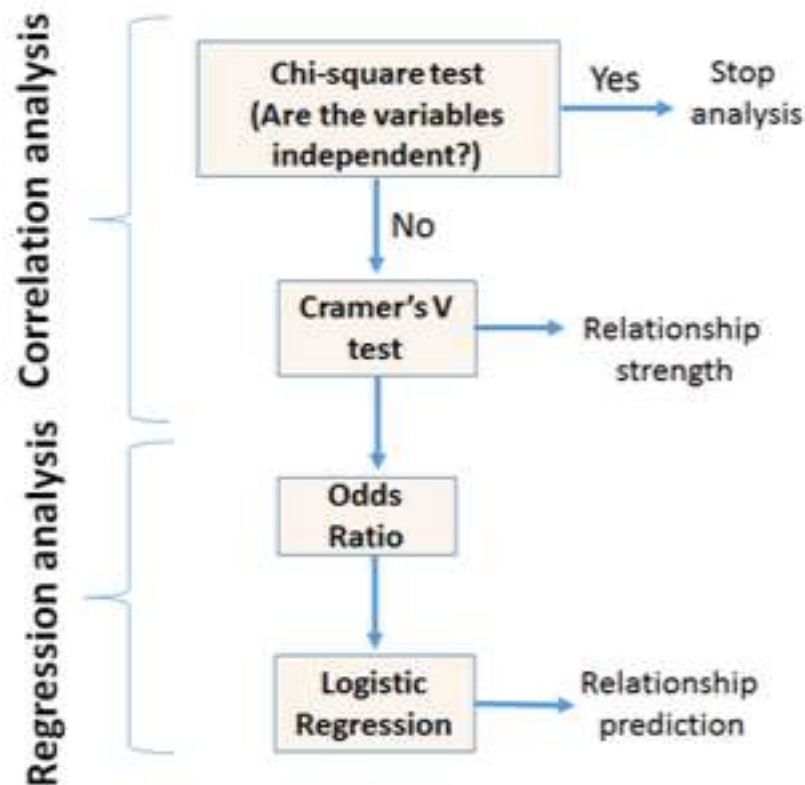 Correlation analysis
Chi-square test
(Are the variables
independent?)
Yes
Stop
analysis
No
Cramer's V
test
Relationship
strength
Regression analysis
Odds
Ratio
Logistic
Regression
Relationship
prediction